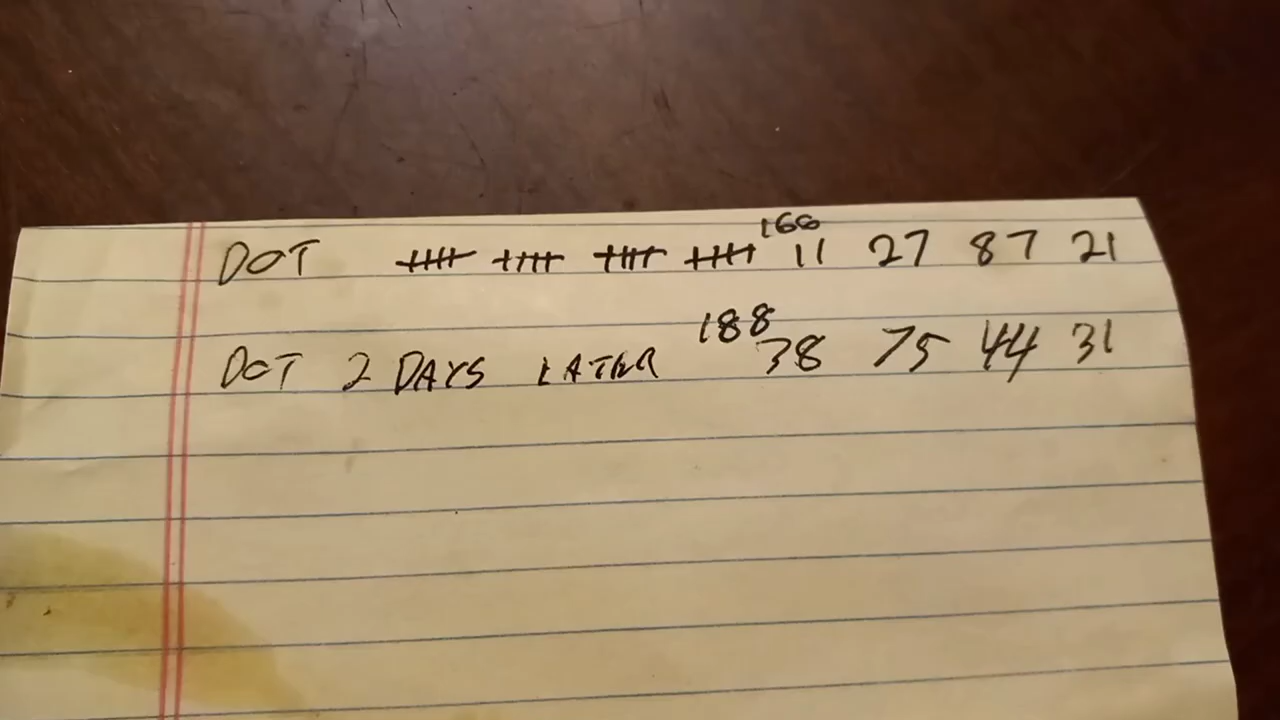 DOT 𝍸 𝍸 𝍸 𝍸 166 11 27 87 21
DOT 2 DAYS LATER 188 38 75 44 31